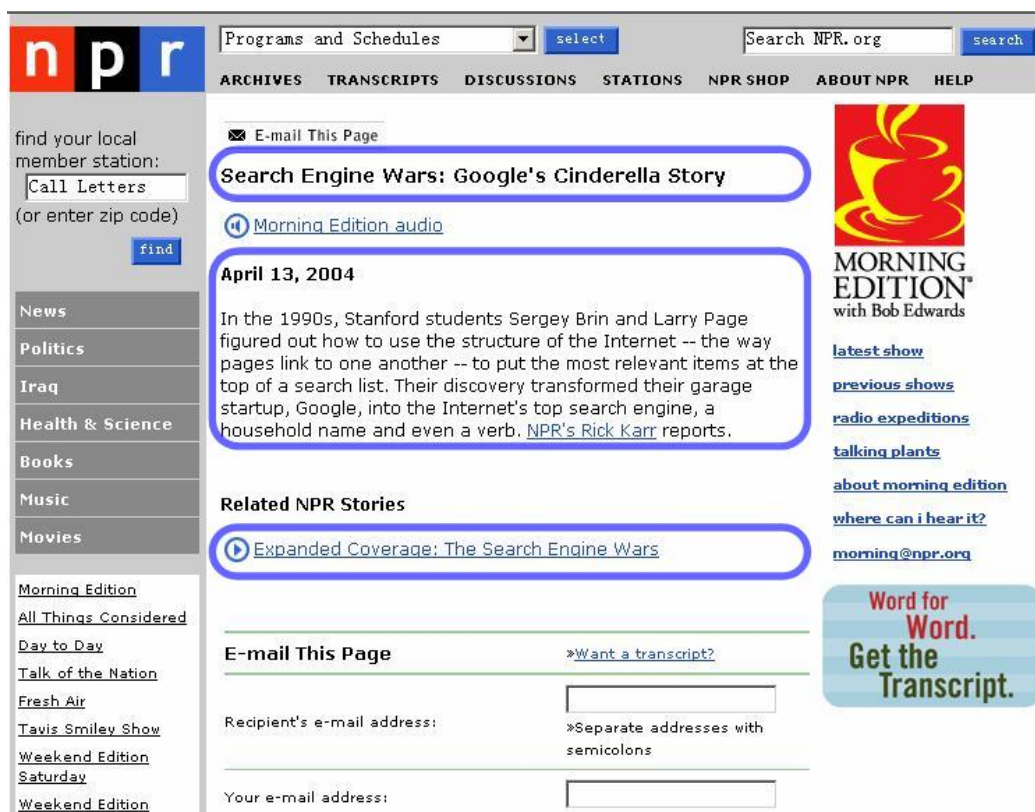 npr
Programs and Schedules
select
Search NPR.org
search
ARCHIVES TRANSCRIPTS DISCUSSIONS STATIONS NPR SHOP ABOUT NPR HELP
find your local
member station:
Call Letters
(or enter zip code)
find
News
Politics
Iraq
Health & Science
Books
Music
Movies
Morning Edition
All Things Considered
Day to Day
Talk of the Nation
Fresh Air
Tavis Smiley Show
Weekend Edition
Saturday
Weekend Edition
E-mail This Page
Search Engine Wars: Google's Cinderella Story
Morning Edition audio
April 13, 2004
In the 1990s, Stanford students Sergey Brin and Larry Page
figured out how to use the structure of the Internet -- the way
pages link to one another -- to put the most relevant items at the
top of a search list. Their discovery transformed their garage
startup, Google, into the Internet's top search engine, a
household name and even a verb. NPR's Rick Karr reports.
Related NPR Stories
Expanded Coverage: The Search Engine Wars
E-mail This Page
»Want a transcript?
Recipient's e-mail address:
»Separate addresses with
semicolons
Your e-mail address:
MORNING
EDITION®
with Bob Edwards
latest show
previous shows
radio expeditions
talking plants
about morning edition
where can i hear it?
morning@npr.org
Word for
Word.
Get the
Transcript.